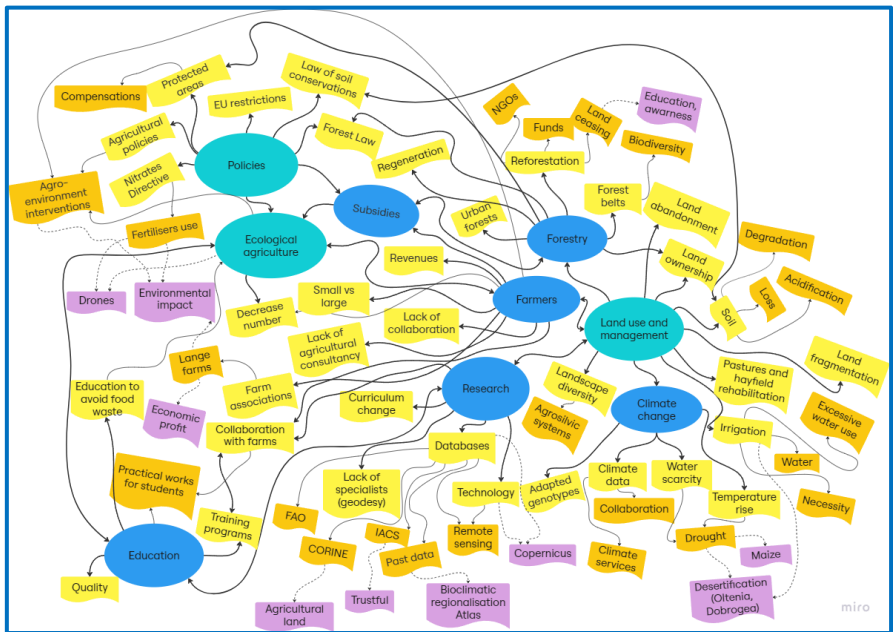 Compensations
Protected
areas
EU restrictions
Law of soil
conservations
Forest Law
Agricultural
policies
Nitrates
Directive
Policies
Agro-
environment
interventions
Fertilisers use
Ecological
agriculture
Subsidies
Regeneration
Urban
forests
NGOs
Funds
Land
ceasing
Education,
awarness
Reforestation
Biodiversity
Forest
belts
Land
abandonment
Forestry
Land
ownership
Degradation
Loss
Acidification
Soil
Drones
Environmental
impact
Decrease
number
Small vs
large
Revenues
Farmers
Lack of
collaboration
Lack of
agricultural
consultancy
Land use and
management
Land
fragmentation
Lange
farms
Education to
avoid food
waste
Economic
profit
Farm
associations
Collaboration
with farms
Curriculum
change
Research
Landscape
diversity
Agrosilvic
systems
Climate
change
Pastures and
hayfield
rehabilitation
Excessive
water use
Irrigation
Water
Necessity
Practical works
for students
Databases
Lack of
specialists
(geodesy)
Technology
Adapted
genotypes
Climate
data
Water
scarcity
Collaboration
Temperature
rise
Training
programs
Education
Quality
FAO
CORINE
IACS
Past data
Remote
sensing
Copernicus
Climate
services
Drought
Maize
Agricultural
land
Trustful
Bioclimatic
regionalisation
Atlas
Desertification
(Oltenia,
Dobrogea)
miro